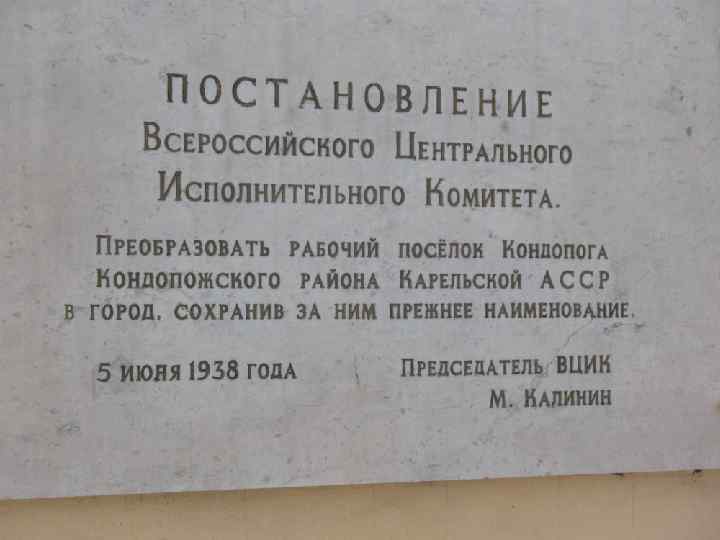 ПОСТАНОВЛЕНИЕ
Всероссийского Центрального
Исполнительного Комитета.
Преобразовать рабочий посёлок Кондопога
Кондопожского района Карельской АССР
в город, сохранив за ним прежнее наименование.
5 июня 1938 года
Председатель ВЦИК
М. Калинин